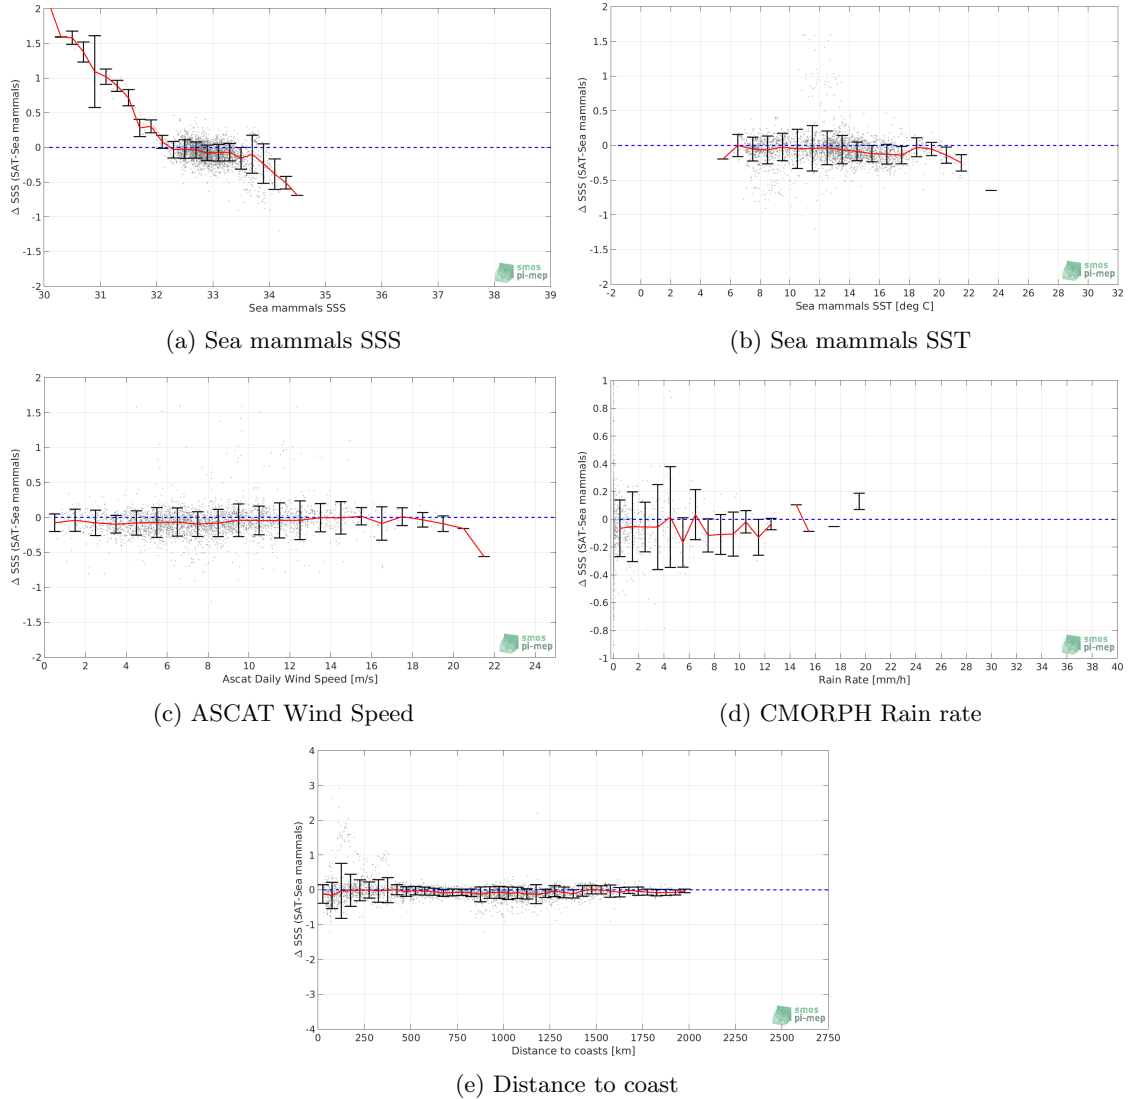 2
1.5
1
0.5
0
-0.5
-1
-1.5
-2
Δ SSS (SAT-Sea mammals)
30 31 32 33 34 35 36 37 38 39
Sea mammals SSS
smos
pi-mep
(a) Sea mammals SSS
2
1.5
1
0.5
0
-0.5
-1
-1.5
-2
Δ SSS (SAT-Sea mammals)
-2 0 2 4 6 8 10 12 14 16 18 20 22 24 26 28 30 32
Sea mammals SST [deg C]
smos
pi-mep
(b) Sea mammals SST
2
1.5
1
0.5
0
-0.5
-1
-1.5
-2
Δ SSS (SAT-Sea mammals)
0 2 4 6 8 10 12 14 16 18 20 22 24
Ascat Daily Wind Speed [m/s]
smos
pi-mep
(c) ASCAT Wind Speed
1
0.8
0.6
0.4
0.2
0
-0.2
-0.4
-0.6
-0.8
-1
Δ SSS (SAT-Sea mammals)
0 2 4 6 8 10 12 14 16 18 20 22 24 26 28 30 32 34 36 38 40
Rain Rate [mm/h]
smos
pi-mep
(d) CMORPH Rain rate
4
3
2
1
0
-1
-2
-3
-4
Δ SSS (SAT-Sea mammals)
0 250 500 750 1000 1250 1500 1750 2000 2250 2500 2750
Distance to coasts [km]
smos
pi-mep
(e) Distance to coast